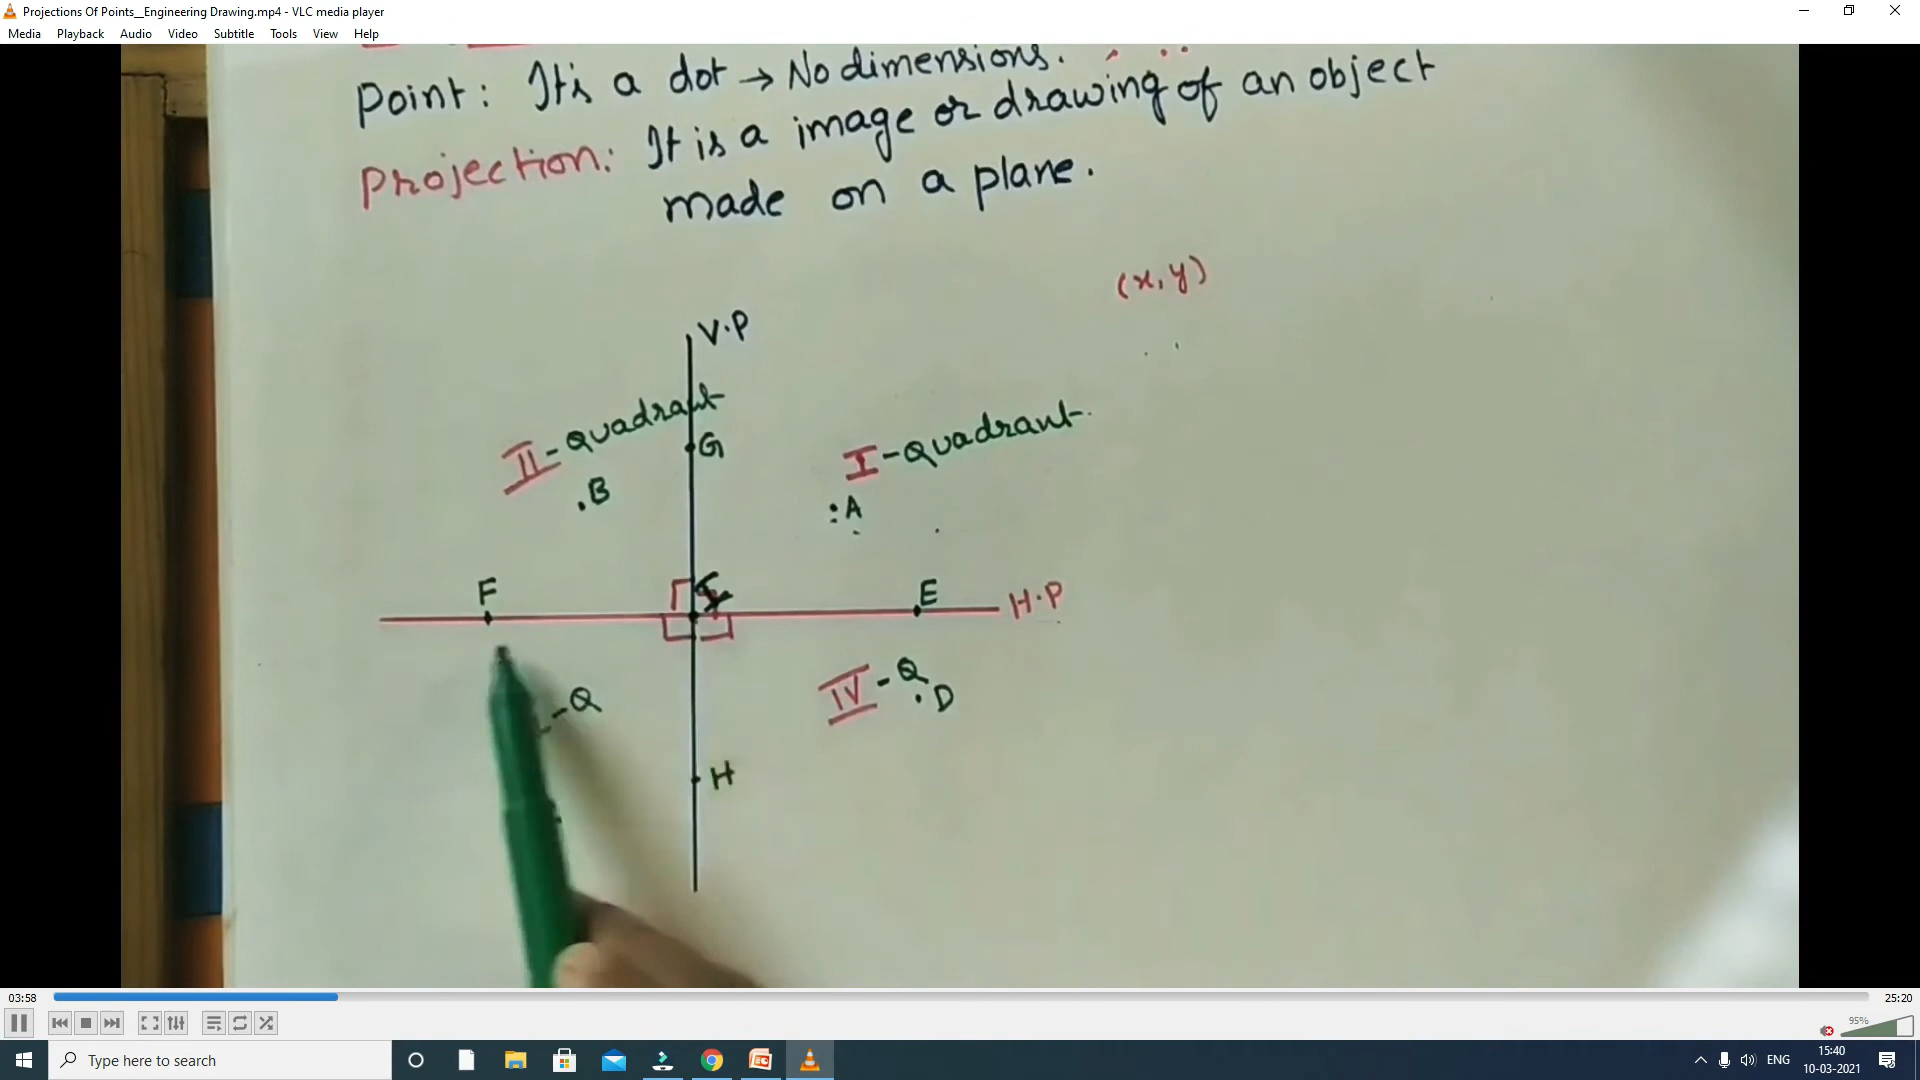 Projections Of Points__Engineering Drawing.mp4 - VLC media player
Media Playback Audio Video Subtitle Tools View Help
Point: It's a dot → No dimensions.
Projection: It is a image or drawing of an object
made on a plane.
(x, y)
V.P
II - Quadrant
I - Quadrant
G
.B
A
F
E
H.P
- Q
IV - Q
.D
H
03:58
25:20
95%
Type here to search
ENG
15:40
10-03-2021